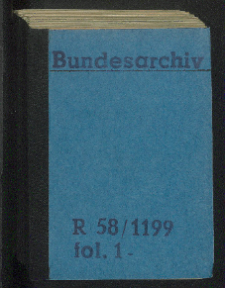 Bundesarchiv
R 58/1199
fol. 1-